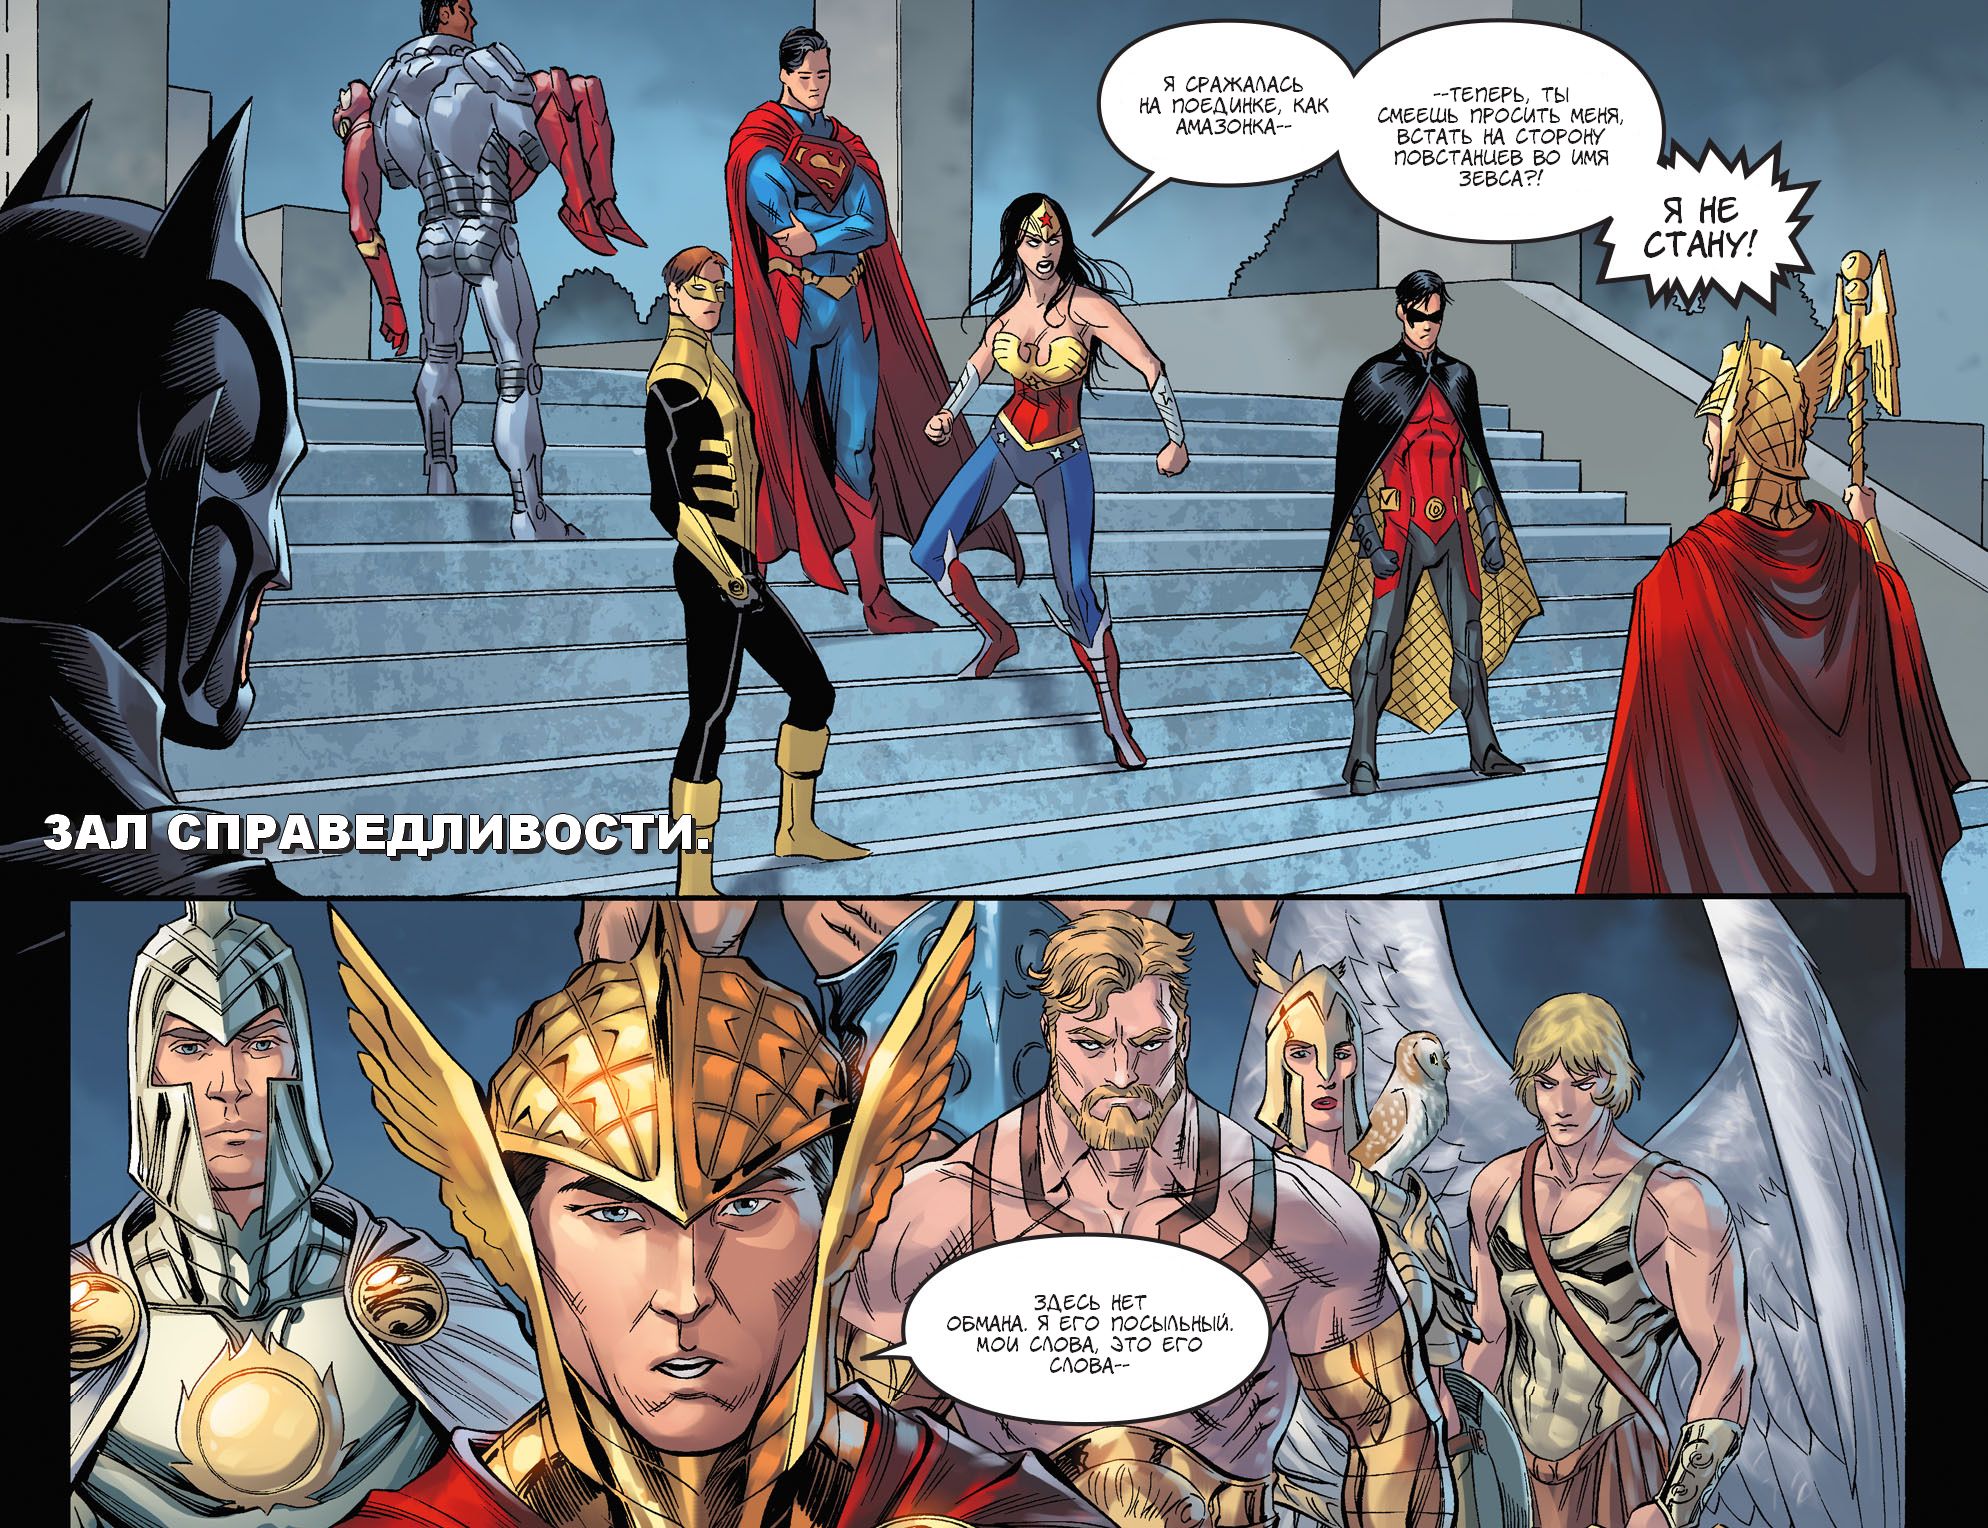 Я СРАЖАЛАСЬ
НА ПОЕДИНКЕ, КАК
АМАЗОНКА--
--ТЕПЕРЬ, ТЫ
СМЕЕШЬ ПРОСИТЬ МЕНЯ,
ВСТАТЬ НА СТОРОНУ
ПОВСТАНЦЕВ ВО ИМЯ
ЗЕВСА?!
Я НЕ
СТАНУ!
ЗАЛ СПРАВЕДЛИВОСТИ.
ЗДЕСЬ НЕТ
ОБМАНА. Я ЕГО ПОСЫЛЬНЫЙ.
МОИ СЛОВА, ЭТО ЕГО
СЛОВА--